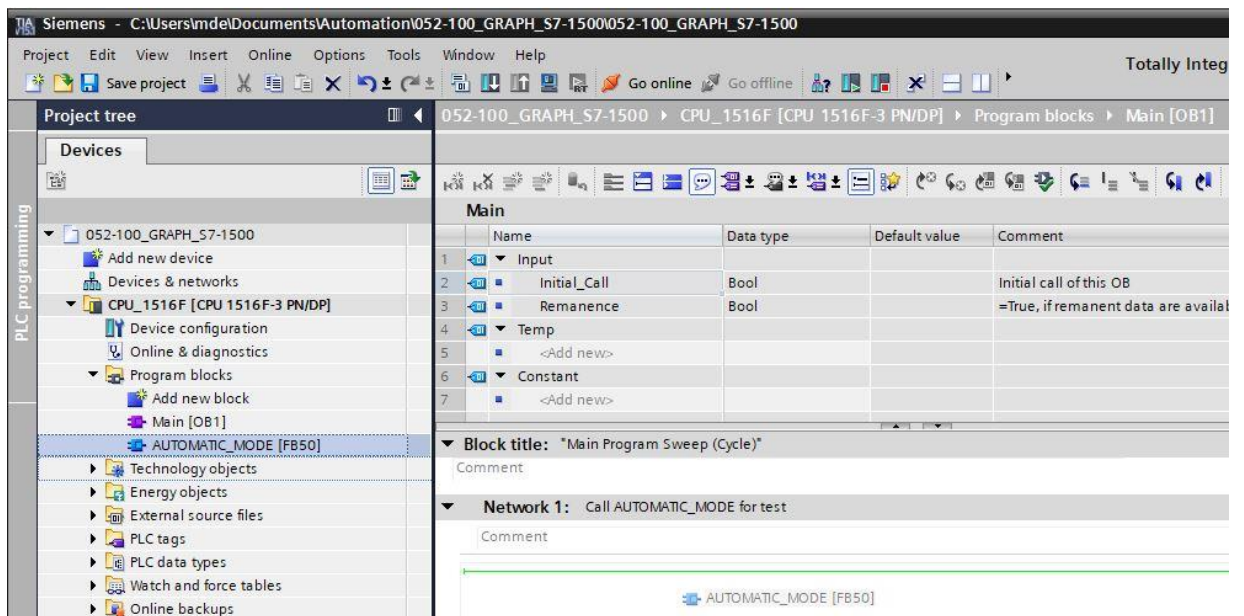 Siemens - C:\Users\mde\Documents\Automation\052-100_GRAPH_S7-1500\052-100_GRAPH_S7-1500
Project Edit View Insert Online Options Tools Window Help
Save project Go online Go offline Totally Integ
Project tree
052-100_GRAPH_S7-1500 CPU_1516F [CPU 1516F-3 PN/DP] Program blocks Main [OB1]
Devices
PLC programming
052-100_GRAPH_S7-1500
Add new device
Devices & networks
CPU_1516F [CPU 1516F-3 PN/DP]
Device configuration
Online & diagnostics
Program blocks
Add new block
Main [OB1]
AUTOMATIC_MODE [FB50]
Technology objects
Energy objects
External source files
PLC tags
PLC data types
Watch and force tables
Online backups
Main
Name Data type Default value Comment
1 Input
2 Initial_Call Bool Initial call of this OB
3 Remanence Bool =True, if remanent data are availab
4 Temp
5 <Add new>
6 Constant
7 <Add new>
Block title: "Main Program Sweep (Cycle)"
Comment
Network 1: Call AUTOMATIC_MODE for test
Comment
AUTOMATIC_MODE [FB50]